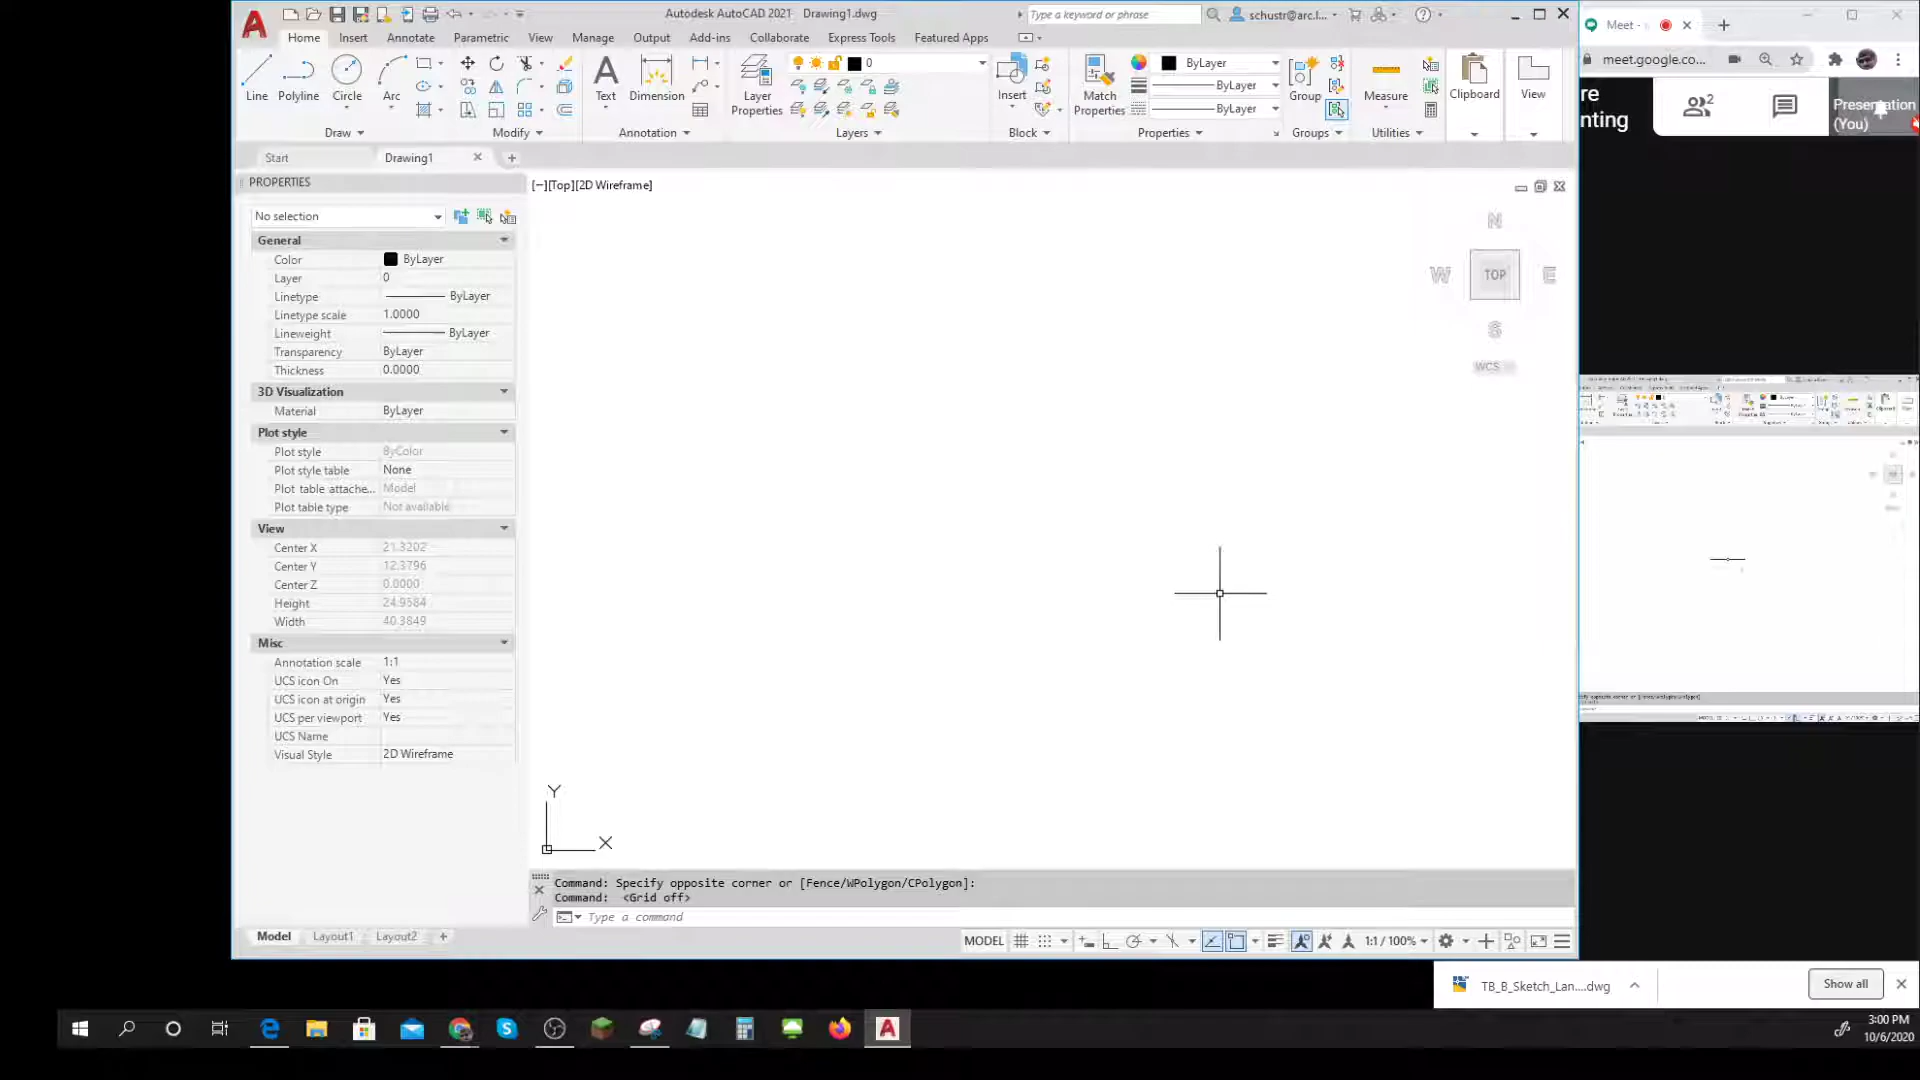 Autodesk AutoCAD 2021 Drawing1.dwg
Type a keyword or phrase
schustr@arc.l...
Home Insert Annotate Parametric View Manage Output Add-ins Collaborate Express Tools Featured Apps
Line Polyline Circle Arc
Text Dimension
Layer Properties
0
Insert
Match Properties
ByLayer
ByLayer
ByLayer
Group
Measure
Clipboard
View
Draw Modify Annotation Layers Block Properties Groups Utilities
Start Drawing1
PROPERTIES
No selection
General
Color ByLayer
Layer 0
Linetype ByLayer
Linetype scale 1.0000
Lineweight ByLayer
Transparency ByLayer
Thickness 0.0000
3D Visualization
Material ByLayer
Plot style
Plot style ByColor
Plot style table None
Plot table attache... Model
Plot table type Not available
View
Center X 21.3202
Center Y 12.3796
Center Z 0.0000
Height 24.9584
Width 40.3849
Misc
Annotation scale 1:1
UCS icon On Yes
UCS icon at origin Yes
UCS per viewport Yes
UCS Name
Visual Style 2D Wireframe
[−][Top][2D Wireframe]
N
W TOP E
S
WCS
Y
X
Command: Specify opposite corner or [Fence/WPolygon/CPolygon]:
Command: <Grid off>
Type a command
Model Layout1 Layout2 +
MODEL 1:1 / 100%
Meet -
meet.google.co...
re
nting
2
Presentation
(You)
TB_B_Sketch_Lan....dwg
Show all
3:00 PM
10/6/2020